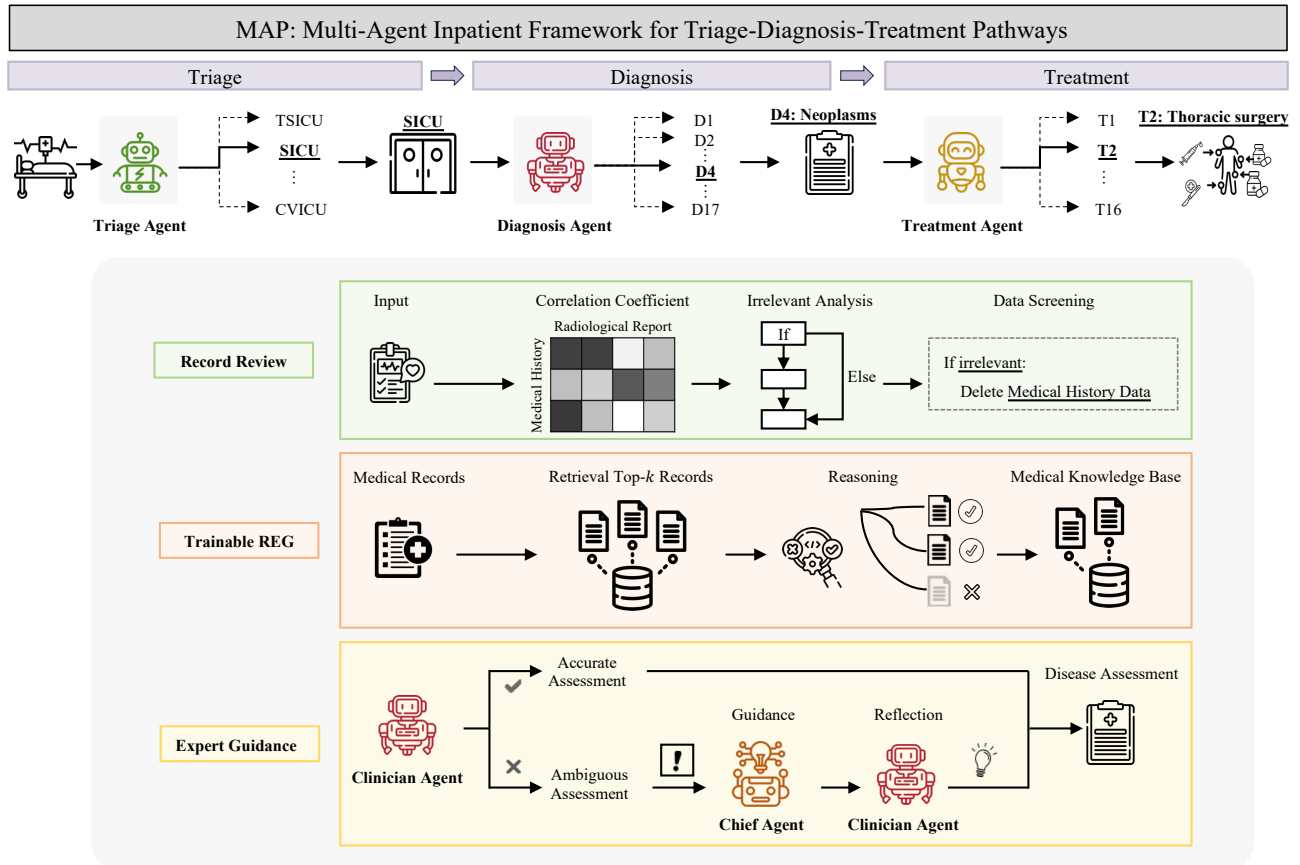 MAP: Multi-Agent Inpatient Framework for Triage-Diagnosis-Treatment Pathways
Triage
Diagnosis
Treatment
TSICU
SICU
⋮
CVICU
Triage Agent
SICU
D1
D2
⋮
D4
⋮
D17
Diagnosis Agent
D4: Neoplasms
T1
T2
⋮
T16
Treatment Agent
T2: Thoracic surgery
Record Review
Input
Correlation Coefficient
Radiological Report
Medical History
Irrelevant Analysis
If
Else
Data Screening
If irrelevant:
Delete Medical History Data
Trainable REG
Medical Records
Retrieval Top-k Records
Reasoning
</>
Medical Knowledge Base
Expert Guidance
Clinician Agent
Accurate
Assessment
Ambiguous
Assessment
!
Guidance
Chief Agent
Reflection
Clinician Agent
Disease Assessment